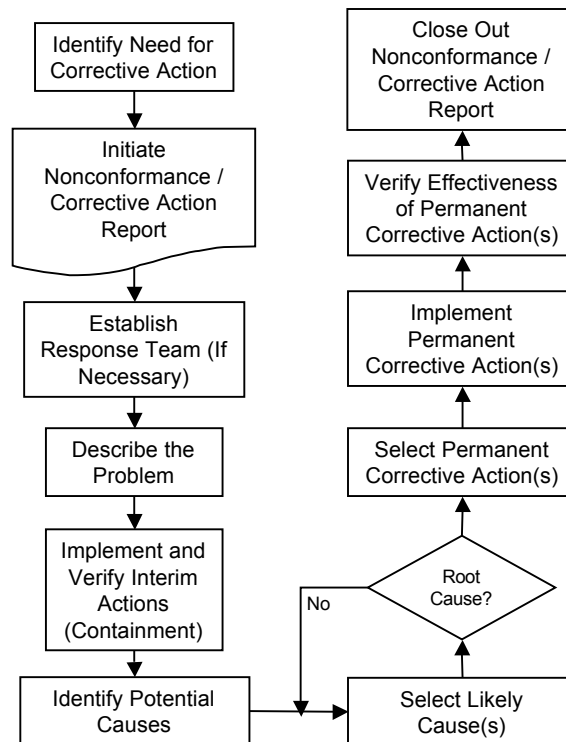 Identify Need for
Corrective Action
Initiate
Nonconformance /
Corrective Action
Report
Establish
Response Team (If
Necessary)
Describe the
Problem
Implement and
Verify Interim
Actions
(Containment)
Identify Potential
Causes
Select Likely
Cause(s)
Root
Cause?
No
Select Permanent
Corrective Action(s)
Implement
Permanent
Corrective Action(s)
Verify Effectiveness
of Permanent
Corrective Action(s)
Close Out
Nonconformance /
Corrective Action
Report